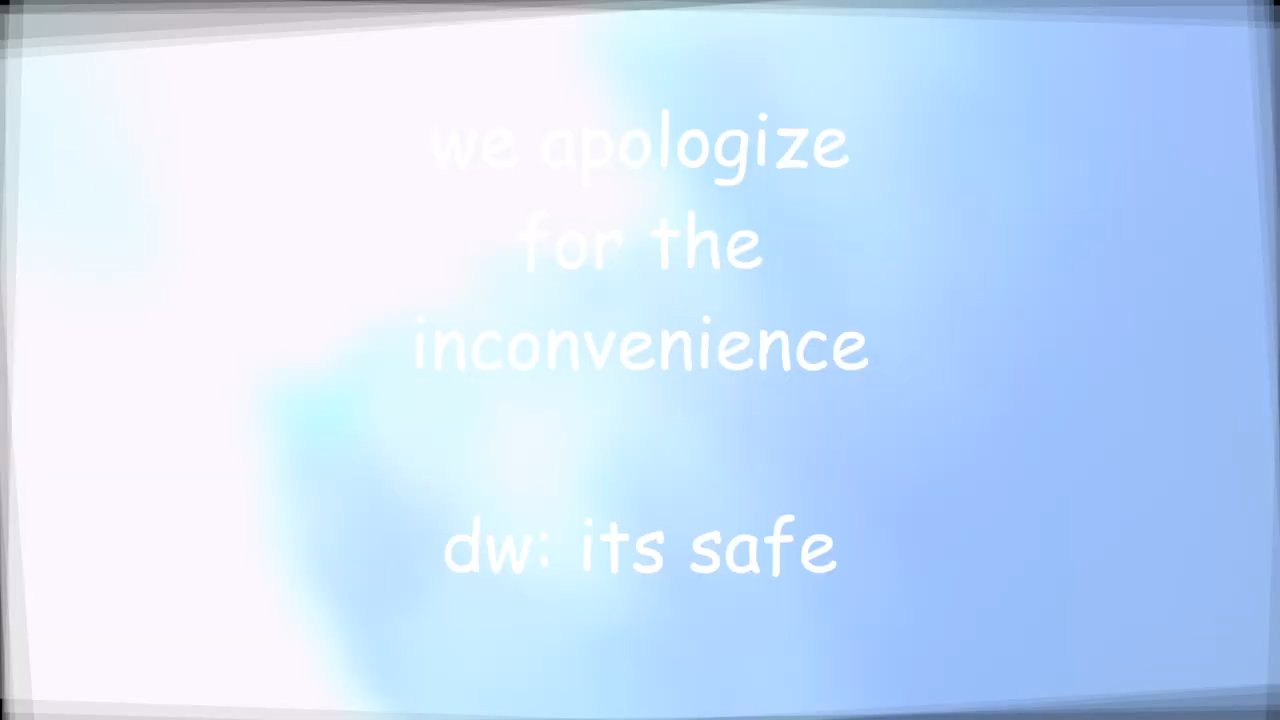 we apologize
for the
inconvenience
dw: its safe